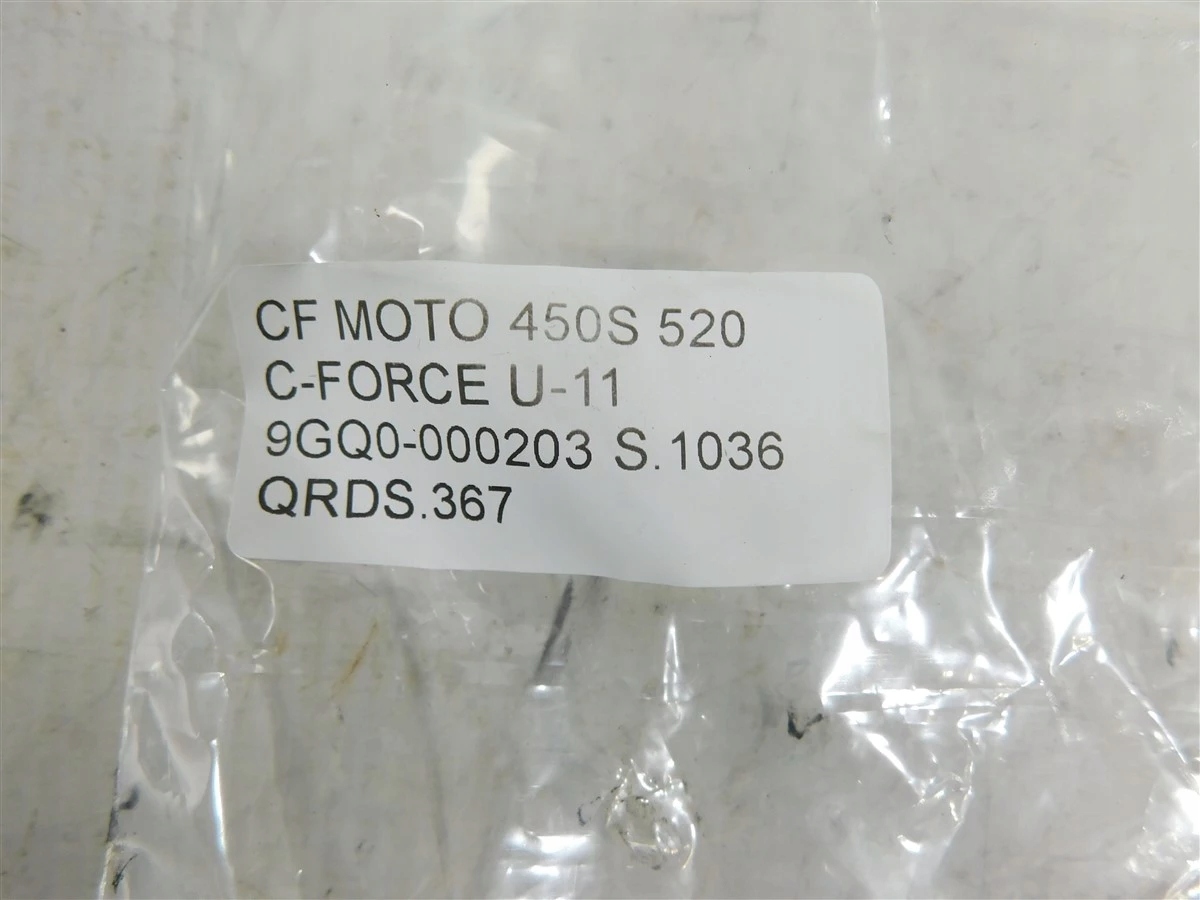 CF MOTO 450S 520
C-FORCE U-11
9GQ0-000203 S.1036
QRDS.367